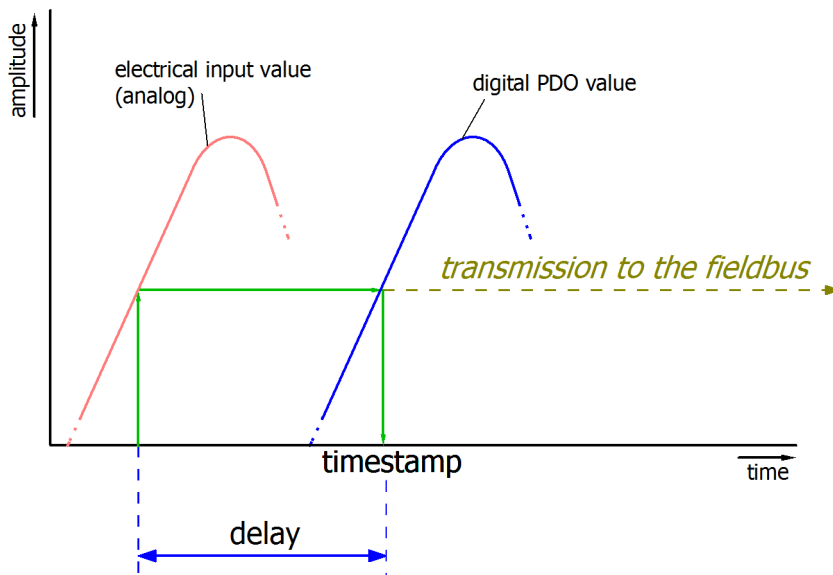 amplitude
electrical input value
(analog)
digital PDO value
transmission to the fieldbus
timestamp
time
delay